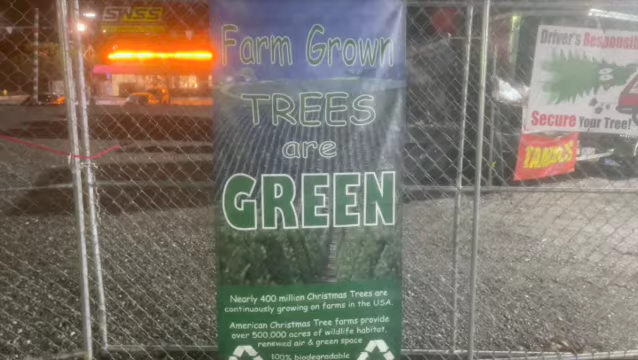 Farm Grown
TREES
are
GREEN
Nearly 400 million Christmas Trees are
continuously growing on farms in the USA.
American Christmas Tree farms provide
over 500,000 acres of wildlife habitat,
renewed air & green space
100% biodegradable
Driver's Responsib
Secure Your Tree!